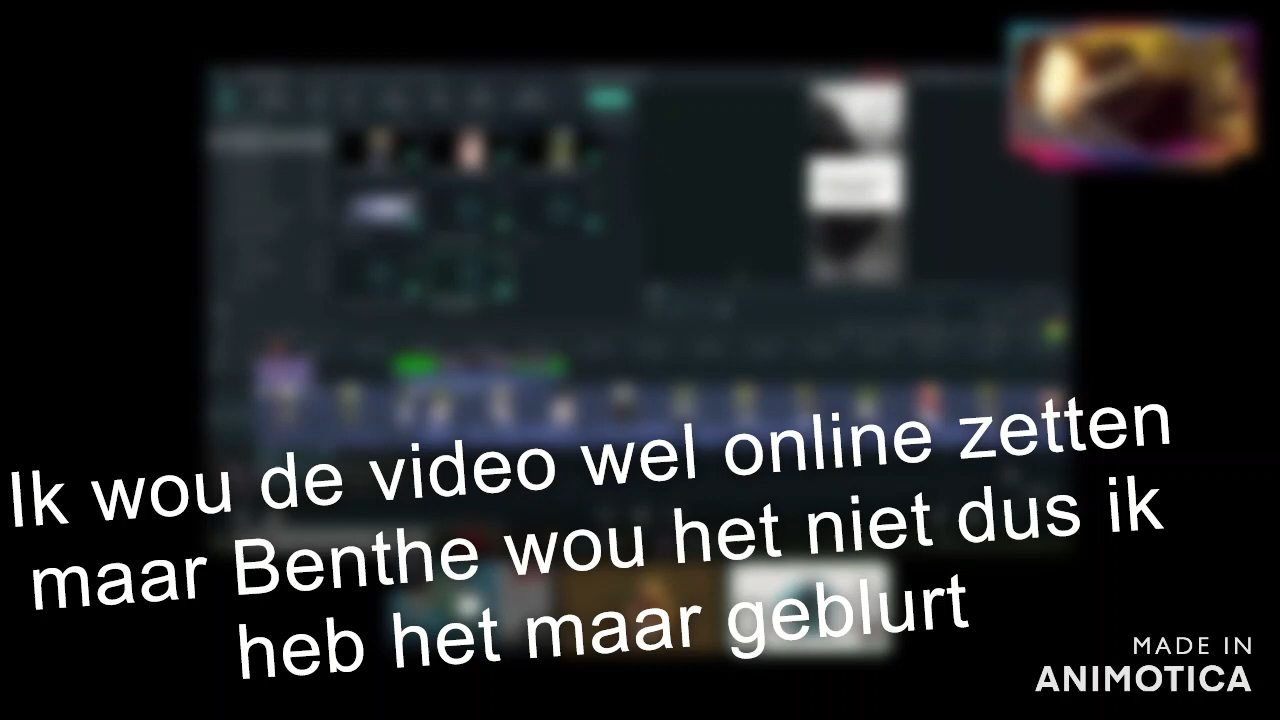 Ik wou de video wel online zetten
maar Benthe wou het niet dus ik
heb het maar geblurt
MADE IN
ANIMOTICA